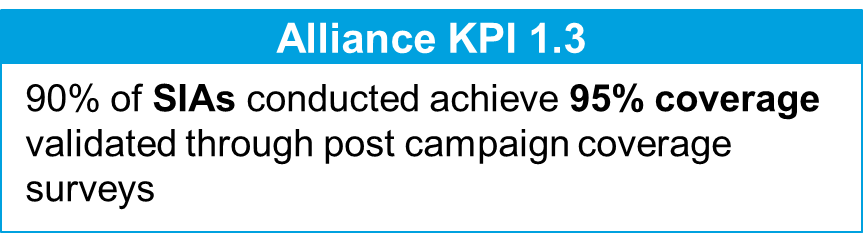 Alliance KPI 1.3
90% of SIAs conducted achieve 95% coverage
validated through post campaign coverage
surveys